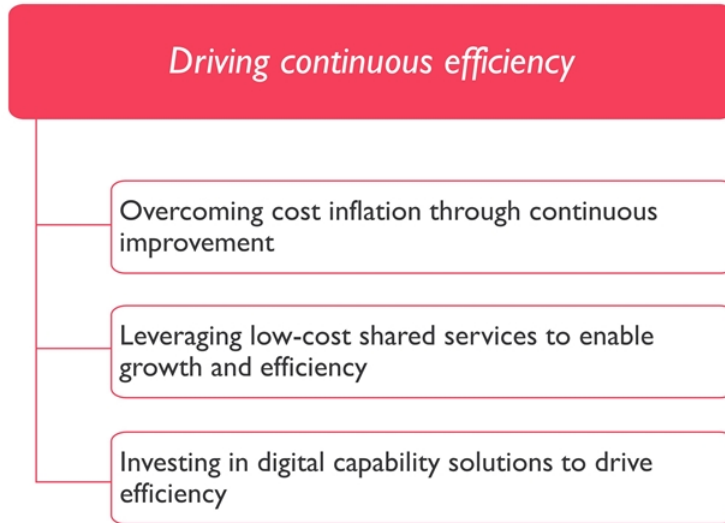 Driving continuous efficiency
Overcoming cost inflation through continuous
improvement
Leveraging low-cost shared services to enable
growth and efficiency
Investing in digital capability solutions to drive
efficiency